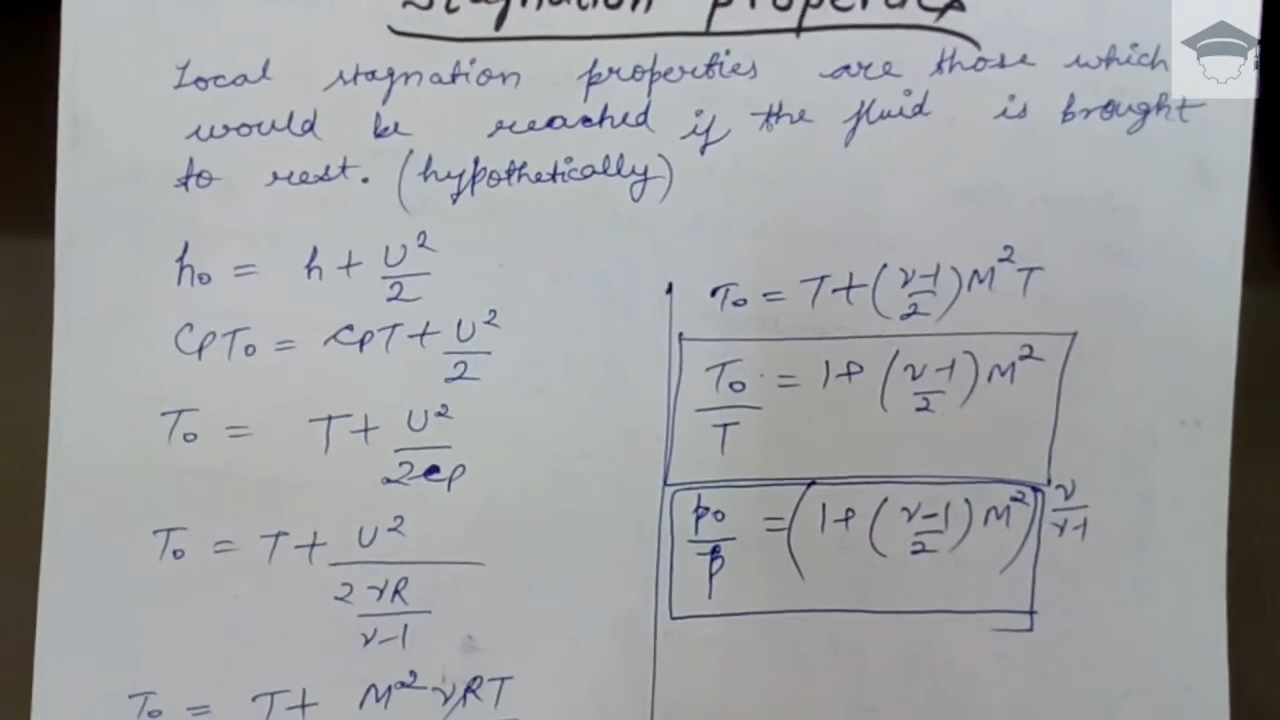 Stagnation Properties
Local stagnation properties are those which
would be reached if the fluid is brought
to rest. (hypothetically)
h₀ = h + U²/2
CpT₀ = CpT + U²/2
T₀ = T + U²/2Cp
T₀ = T + U²/(2γR/(γ-1))
T₀ = T + M²γRT
T₀ = T + (γ-1/2)M²T
T₀/T = 1 + (γ-1/2)M²
p₀/p = (1 + (γ-1/2)M²)^(γ/γ-1)